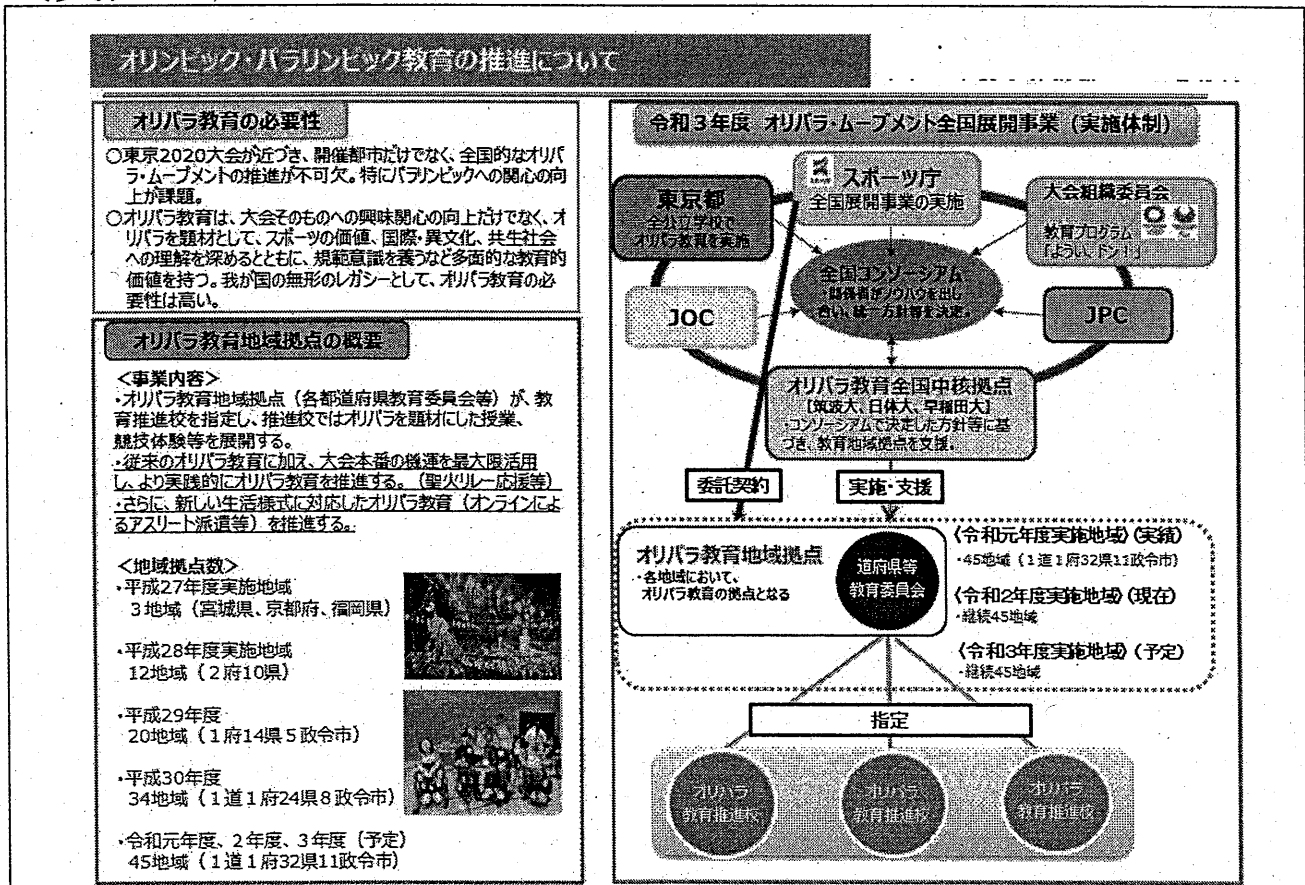 オリンピック・パラリンピック教育の推進について
オリパラ教育の必要性
○東京2020大会が近づき、開催都市だけでなく、全国的なオリパ
ラ・ムーブメントの推進が不可欠。特にパラリンピックへの関心の向
上が課題。
○オリパラ教育は、大会そのものへの興味関心の向上だけでなく、オ
リパラを題材として、スポーツの価値、国際・異文化、共生社会
への理解を深めるとともに、規範意識を養うなど多面的な教育的
価値を持つ。我が国の無形のレガシーとして、オリパラ教育の必
要性は高い。
オリパラ教育地域拠点の概要
<事業内容>
・オリパラ教育地域拠点(各都道府県教育委員会等)が、教
育推進校を指定し、推進校ではオリパラを題材にした授業、
競技体験等を展開する。
・従来のオリパラ教育に加え、大会本番の機運を最大限活用
し、より実践的にオリパラ教育を推進する。(聖火リレー応援等)
・さらに、新しい生活様式に対応したオリパラ教育(オンラインによ
るアスリート派遣等)を推進する。
<地域拠点数>
・平成27年度実施地域
3地域(宮城県、京都府、福岡県)
・平成28年度実施地域
12地域(2府10県)
・平成29年度
20地域(1府14県5政令市)
・平成30年度
34地域(1道1府24県8政令市)
・令和元年度、2年度、3年度(予定)
45地域(1道1府32県11政令市)
令和3年度 オリパラ・ムーブメント全国展開事業(実施体制)
スポーツ庁
全国展開事業の実施
東京都
全公立学校で
オリパラ教育を実施
大会組織委員会
教育プログラム
「ようい、ドン!」
全国コンソーシアム
・関係者がノウハウを出し
合い、統一方針等を決定。
JOC
JPC
オリパラ教育全国中核拠点
[筑波大、日体大、早稲田大]
・コンソーシアムで決定した方針等に基
づき、教育地域拠点を支援。
委託契約
実施・支援
オリパラ教育地域拠点
・各地域において、
オリパラ教育の拠点となる
道府県等
教育委員会
〈令和元年度実施地域〉(実績)
・45地域(1道1府32県11政令市)
〈令和2年度実施地域〉(現在)
・継続45地域
〈令和3年度実施地域〉(予定)
・継続45地域
指定
オリパラ
教育推進校
オリパラ
教育推進校
オリパラ
教育推進校